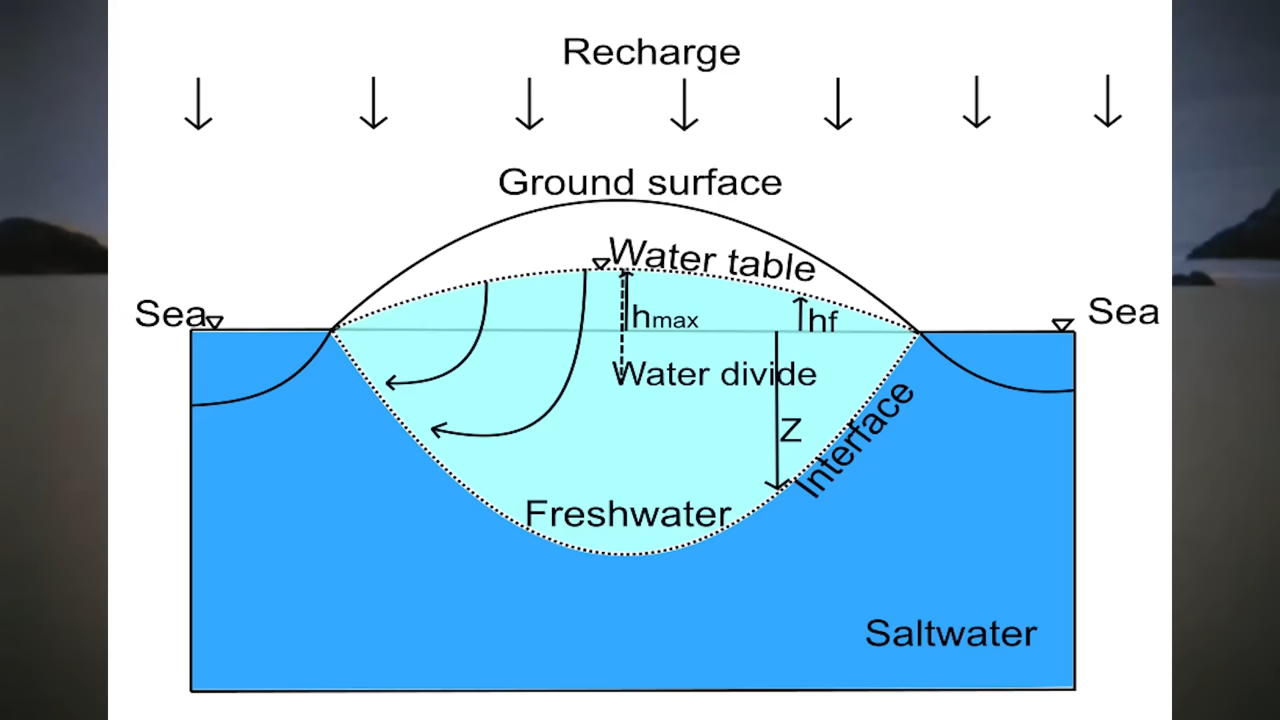 Recharge
Ground surface
Water table
Sea
hmax
hf
Sea
Water divide
Z
Interface
Freshwater
Saltwater